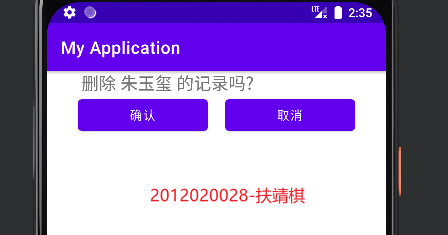 LTE 2:35
My Application
删除 朱玉玺 的记录吗?
确认 取消
2012020028-扶靖棋